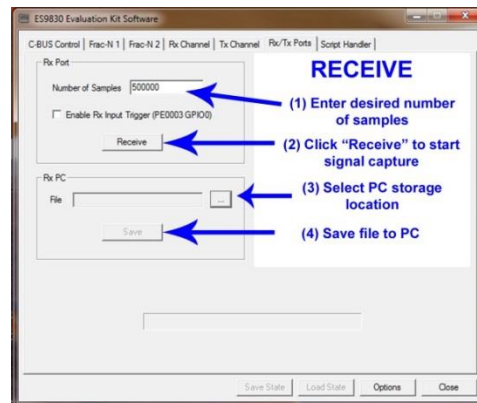 ES9830 Evaluation Kit Software
C-BUS Control Frac-N 1 Frac-N 2 Rx Channel Tx Channel Rx/Tx Ports Script Handler
Rx Port
Number of Samples 500000
Enable Rx Input Trigger (PE0003 GPIO0)
Receive
Rx PC
File ...
Save
RECEIVE
(1) Enter desired number
of samples
(2) Click “Receive” to start
signal capture
(3) Select PC storage
location
(4) Save file to PC
Save State Load State Options Close